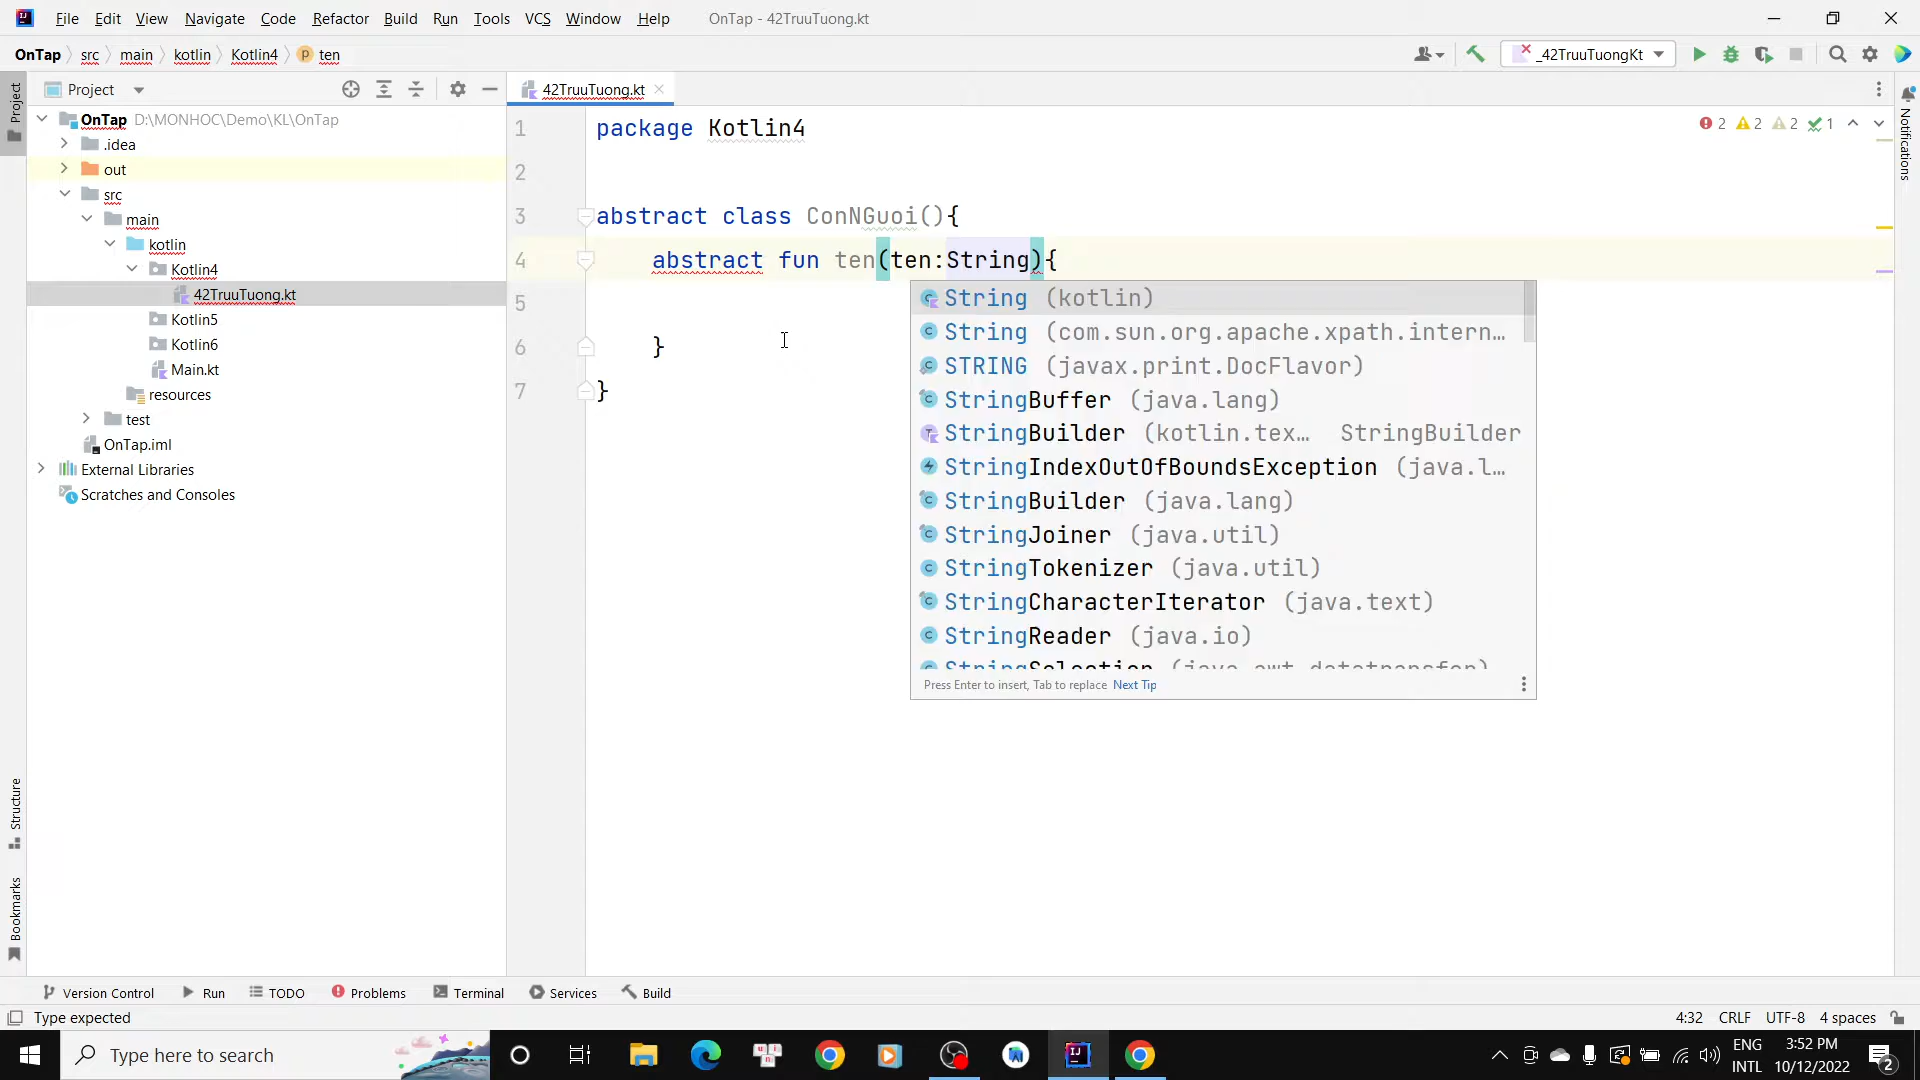 File Edit View Navigate Code Refactor Build Run Tools VCS Window Help OnTap - 42TruuTuong.kt
OnTap src main kotlin Kotlin4 ten _42TruuTuongKt
Project
42TruuTuong.kt
Project
OnTap D:\MONHOC\Demo\KL\OnTap
.idea
out
src
main
kotlin
Kotlin4
42TruuTuong.kt
Kotlin5
Kotlin6
Main.kt
resources
test
OnTap.iml
External Libraries
Scratches and Consoles
Structure
Bookmarks
1 package Kotlin4
2
3 abstract class ConNGuoi(){
4 abstract fun ten(ten:String){
5
6 }
7 }
2 2 2 1
Notifications
String (kotlin)
String (com.sun.org.apache.xpath.intern...
STRING (javax.print.DocFlavor)
StringBuffer (java.lang)
StringBuilder (kotlin.tex... StringBuilder
StringIndexOutOfBoundsException (java.l...
StringBuilder (java.lang)
StringJoiner (java.util)
StringTokenizer (java.util)
StringCharacterIterator (java.text)
StringReader (java.io)
StringSelection (java.awt.datatransfer)
Press Enter to insert, Tab to replace Next Tip
Version Control Run TODO Problems Terminal Services Build
Type expected 4:32 CRLF UTF-8 4 spaces
Type here to search
ENG
INTL
3:52 PM
10/12/2022
2